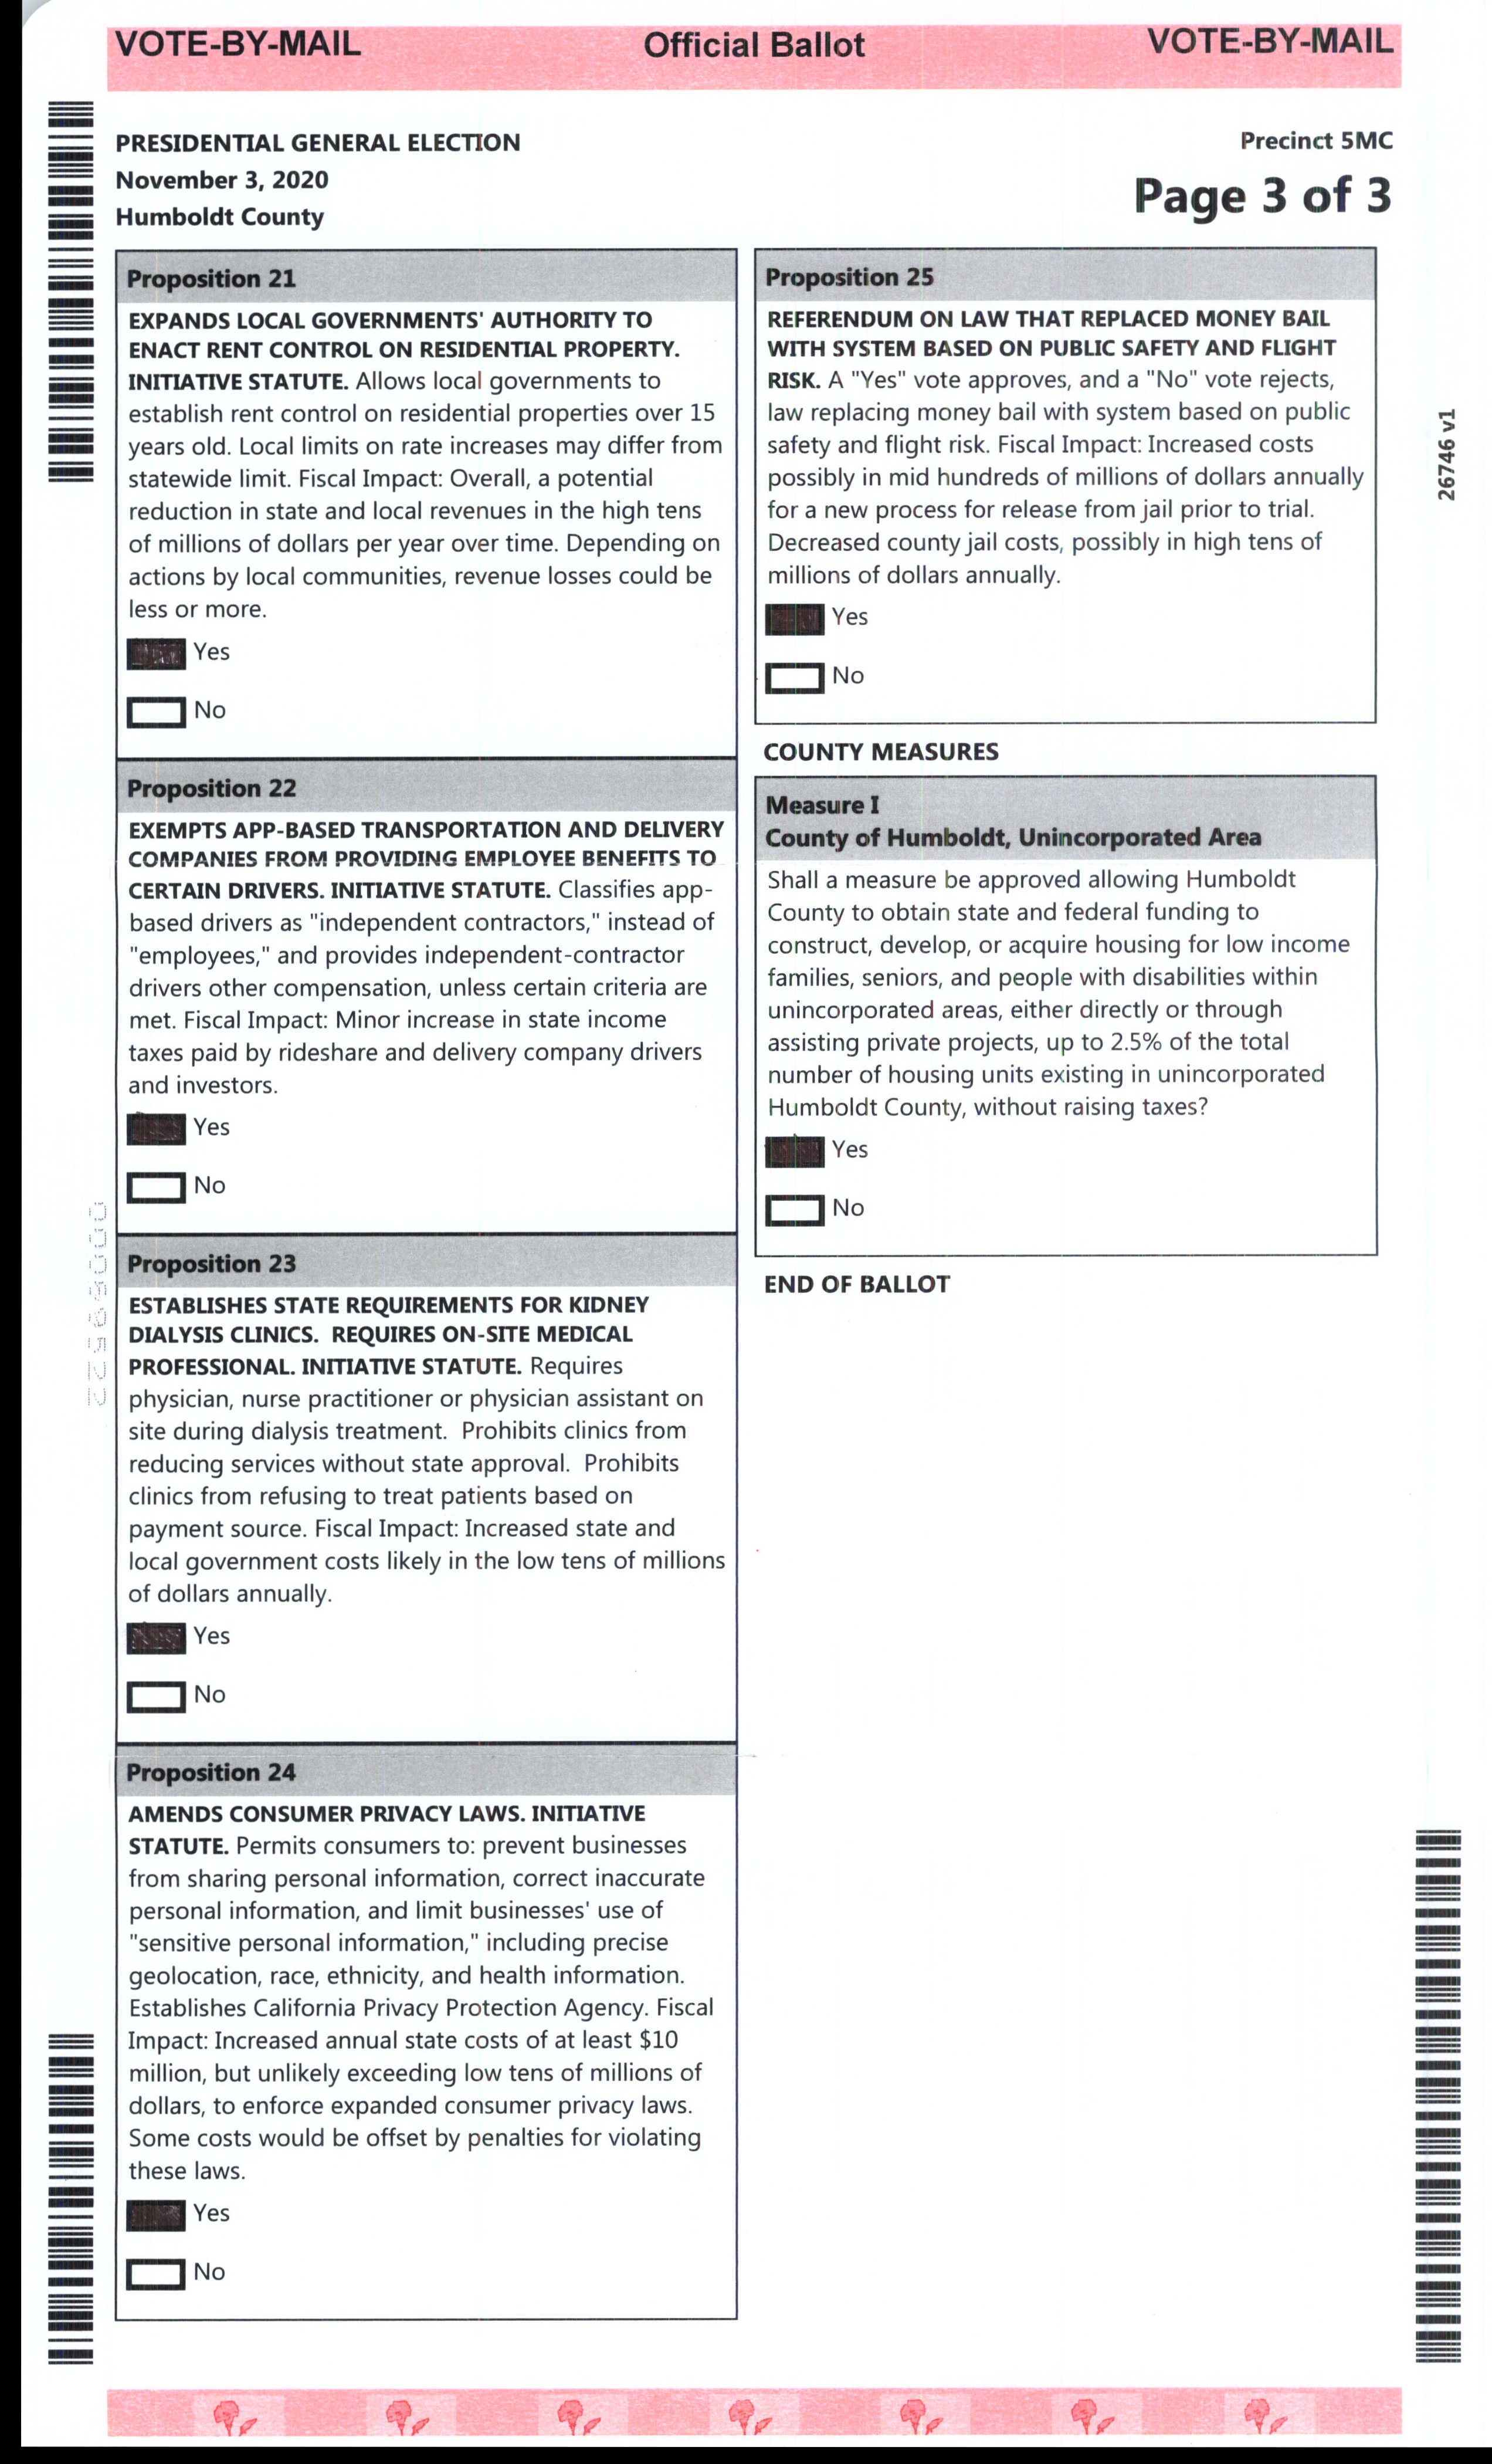 VOTE-BY-MAIL Official Ballot VOTE-BY-MAIL
PRESIDENTIAL GENERAL ELECTION
November 3, 2020
Humboldt County
Precinct 5MC
Page 3 of 3
Proposition 21
EXPANDS LOCAL GOVERNMENTS' AUTHORITY TO
ENACT RENT CONTROL ON RESIDENTIAL PROPERTY.
INITIATIVE STATUTE. Allows local governments to
establish rent control on residential properties over 15
years old. Local limits on rate increases may differ from
statewide limit. Fiscal Impact: Overall, a potential
reduction in state and local revenues in the high tens
of millions of dollars per year over time. Depending on
actions by local communities, revenue losses could be
less or more.
Yes
No
Proposition 22
EXEMPTS APP-BASED TRANSPORTATION AND DELIVERY
COMPANIES FROM PROVIDING EMPLOYEE BENEFITS TO
CERTAIN DRIVERS. INITIATIVE STATUTE. Classifies app-
based drivers as "independent contractors," instead of
"employees," and provides independent-contractor
drivers other compensation, unless certain criteria are
met. Fiscal Impact: Minor increase in state income
taxes paid by rideshare and delivery company drivers
and investors.
Yes
No
Proposition 23
ESTABLISHES STATE REQUIREMENTS FOR KIDNEY
DIALYSIS CLINICS. REQUIRES ON-SITE MEDICAL
PROFESSIONAL. INITIATIVE STATUTE. Requires
physician, nurse practitioner or physician assistant on
site during dialysis treatment. Prohibits clinics from
reducing services without state approval. Prohibits
clinics from refusing to treat patients based on
payment source. Fiscal Impact: Increased state and
local government costs likely in the low tens of millions
of dollars annually.
Yes
No
Proposition 24
AMENDS CONSUMER PRIVACY LAWS. INITIATIVE
STATUTE. Permits consumers to: prevent businesses
from sharing personal information, correct inaccurate
personal information, and limit businesses' use of
"sensitive personal information," including precise
geolocation, race, ethnicity, and health information.
Establishes California Privacy Protection Agency. Fiscal
Impact: Increased annual state costs of at least $10
million, but unlikely exceeding low tens of millions of
dollars, to enforce expanded consumer privacy laws.
Some costs would be offset by penalties for violating
these laws.
Yes
No
Proposition 25
REFERENDUM ON LAW THAT REPLACED MONEY BAIL
WITH SYSTEM BASED ON PUBLIC SAFETY AND FLIGHT
RISK. A "Yes" vote approves, and a "No" vote rejects,
law replacing money bail with system based on public
safety and flight risk. Fiscal Impact: Increased costs
possibly in mid hundreds of millions of dollars annually
for a new process for release from jail prior to trial.
Decreased county jail costs, possibly in high tens of
millions of dollars annually.
Yes
No
COUNTY MEASURES
Measure I
County of Humboldt, Unincorporated Area
Shall a measure be approved allowing Humboldt
County to obtain state and federal funding to
construct, develop, or acquire housing for low income
families, seniors, and people with disabilities within
unincorporated areas, either directly or through
assisting private projects, up to 2.5% of the total
number of housing units existing in unincorporated
Humboldt County, without raising taxes?
Yes
No
END OF BALLOT
26746 v1